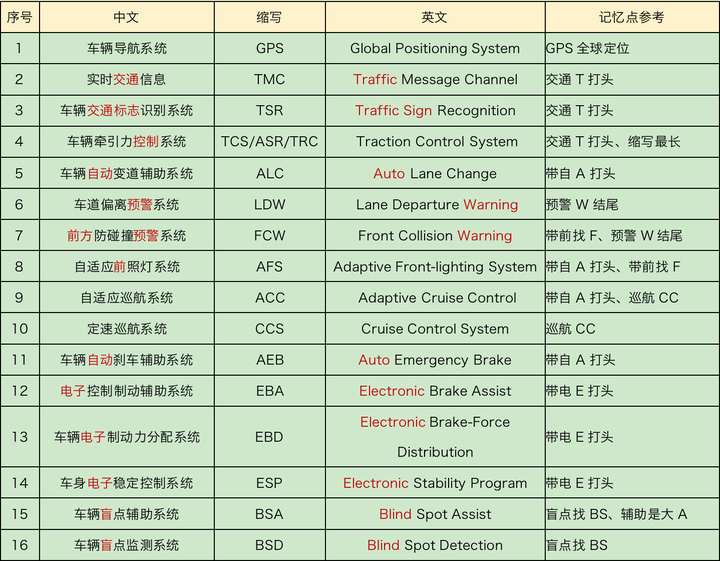 序号 中文 缩写 英文 记忆点参考
1 车辆导航系统 GPS Global Positioning System GPS 全球定位
2 实时交通信息 TMC Traffic Message Channel 交通 T 打头
3 车辆交通标志识别系统 TSR Traffic Sign Recognition 交通 T 打头
4 车辆牵引力控制系统 TCS/ASR/TRC Traction Control System 交通 T 打头、缩写最长
5 车辆自动变道辅助系统 ALC Auto Lane Change 带自 A 打头
6 车道偏离预警系统 LDW Lane Departure Warning 预警 W 结尾
7 前方防碰撞预警系统 FCW Front Collision Warning 带前找 F、预警 W 结尾
8 自适应前照灯系统 AFS Adaptive Front-lighting System 带自 A 打头、带前找 F
9 自适应巡航系统 ACC Adaptive Cruise Control 带自 A 打头、巡航 CC
10 定速巡航系统 CCS Cruise Control System 巡航 CC
11 车辆自动刹车辅助系统 AEB Auto Emergency Brake 带自 A 打头
12 电子控制制动辅助系统 EBA Electronic Brake Assist 带电 E 打头
13 车辆电子制动力分配系统 EBD Electronic Brake-Force
Distribution 带电 E 打头
14 车身电子稳定控制系统 ESP Electronic Stability Program 带电 E 打头
15 车辆盲点辅助系统 BSA Blind Spot Assist 盲点找 BS、辅助是大 A
16 车辆盲点监测系统 BSD Blind Spot Detection 盲点找 BS